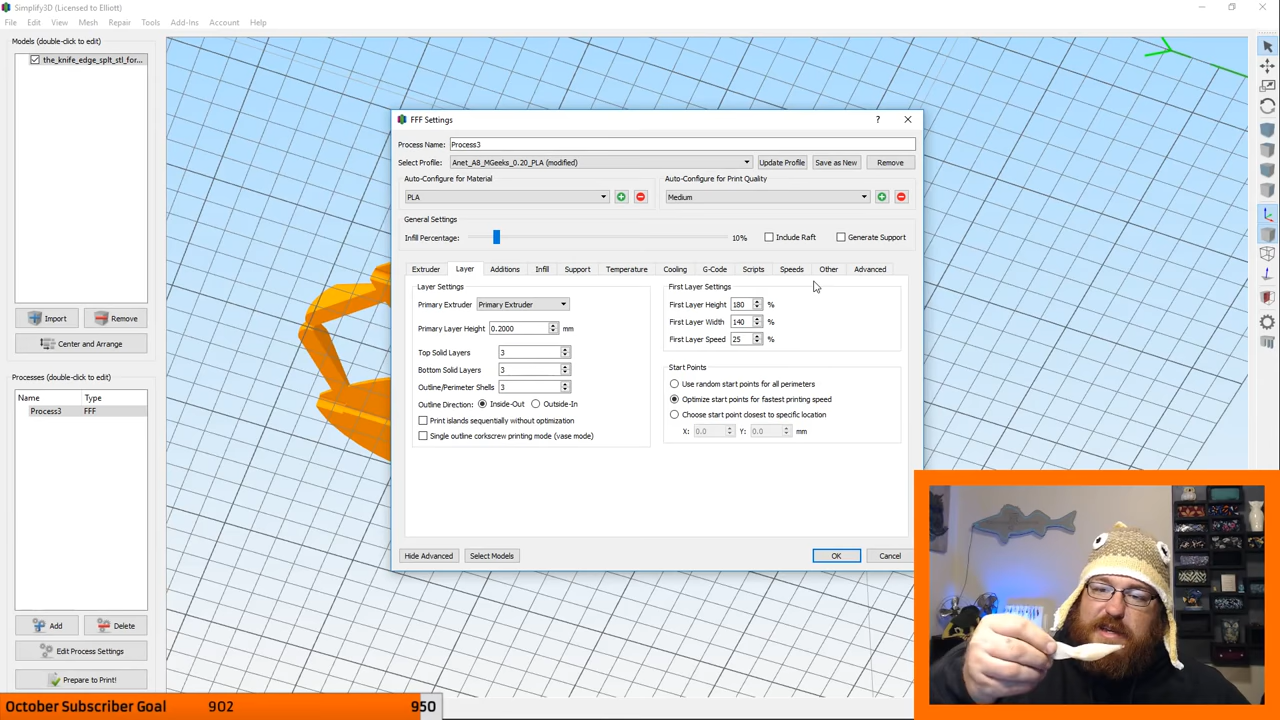 Simplify3D (Licensed to Elliott)
File Edit View Mesh Repair Tools Add-Ins Account Help
Models (double-click to edit)
the_knife_edge_splt_stl_for...
Import Remove
Center and Arrange
Processes (double-click to edit)
Name Type
Process3 FFF
Add Delete
Edit Process Settings
Prepare to Print!
FFF Settings
Process Name: Process3
Select Profile: Anet_A8_MGeeks_0.20_PLA (modified) Update Profile Save as New Remove
Auto-Configure for Material Auto-Configure for Print Quality
PLA Medium
General Settings
Infill Percentage: 10% Include Raft Generate Support
Extruder Layer Additions Infill Support Temperature Cooling G-Code Scripts Speeds Other Advanced
Layer Settings
Primary Extruder Primary Extruder
Primary Layer Height 0.2000 mm
Top Solid Layers 3
Bottom Solid Layers 3
Outline/Perimeter Shells 3
Outline Direction: Inside-Out Outside-In
Print islands sequentially without optimization
Single outline corkscrew printing mode (vase mode)
First Layer Settings
First Layer Height 180 %
First Layer Width 140 %
First Layer Speed 25 %
Start Points
Use random start points for all perimeters
Optimize start points for fastest printing speed
Choose start point closest to specific location
X: 0.0 Y: 0.0 mm
Hide Advanced Select Models OK Cancel
October Subscriber Goal 902 950